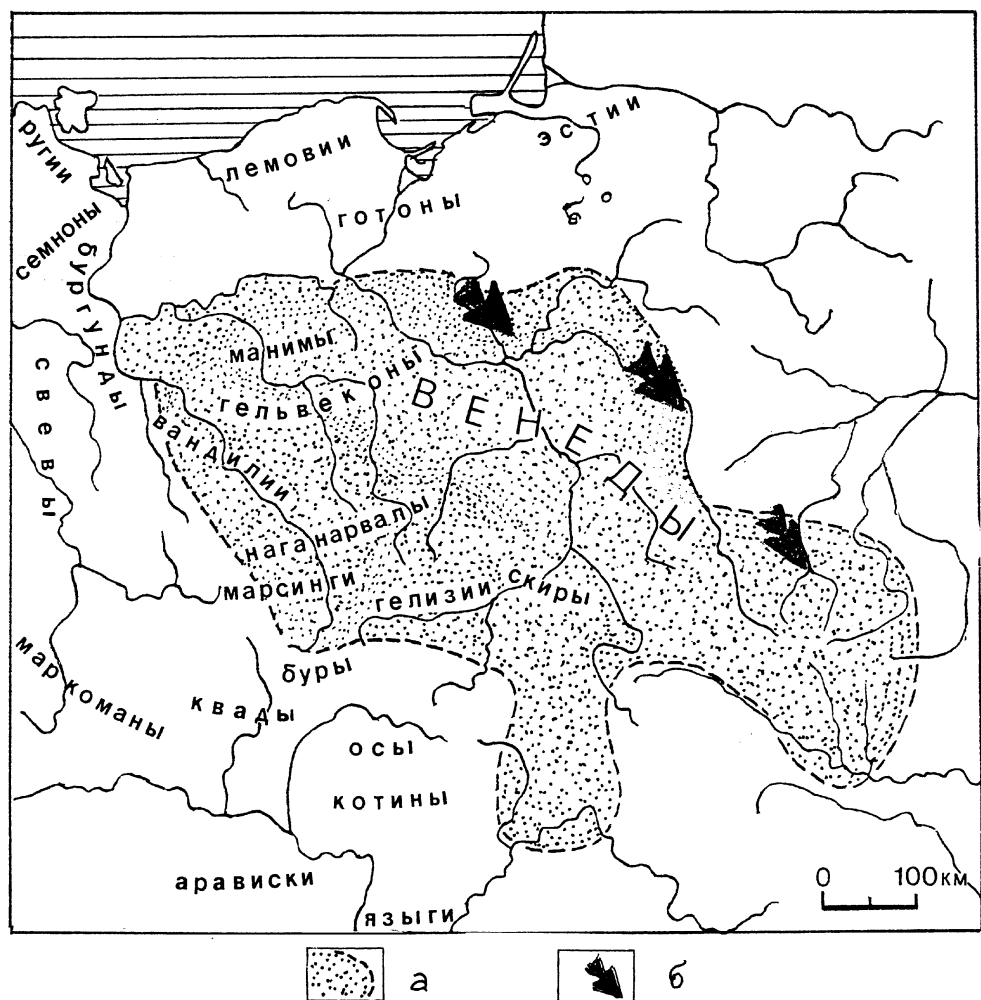 ругии
лемовии
эстии
семноны
готоны
бургунды
манимы
гельвеконы
ВЕНЕДЫ
свевы
вандилии
наганарвалы
марсинги
гелизии
скиры
буры
маркоманы
квады
осы
котины
арависки
языги
0 100км
а
б